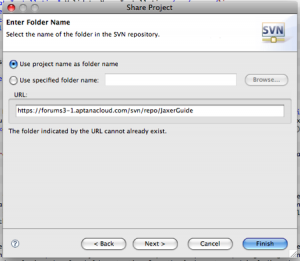 Share Project
Enter Folder Name
Select the name of the folder in the SVN repository.
SVN
Use project name as folder name
Use specified folder name:
Browse...
URL:
https://forums3-1.aptanacloud.com/svn/repo/JaxerGuide
The folder indicated by the URL cannot already exist.
?
< Back
Next >
Cancel
Finish